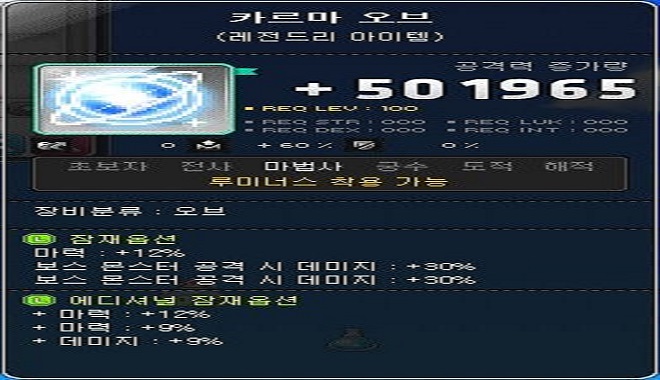 카르마 오브
(레전드리 아이템)
공격력 증가량
+ 501965
REQ LEV : 100
REQ STR : 000 REQ LUK : 000
REQ DEX : 000 REQ INT : 000
0 + 60 % 0 %
초보자 전사 마법사 궁수 도적 해적
루미너스 착용 가능
장비분류 : 오브
잠재옵션
마력 : +12%
보스 몬스터 공격 시 데미지 : +30%
보스 몬스터 공격 시 데미지 : +30%
에디셔널 잠재옵션
+ 마력 : +12%
+ 마력 : +9%
+ 데미지 : +9%